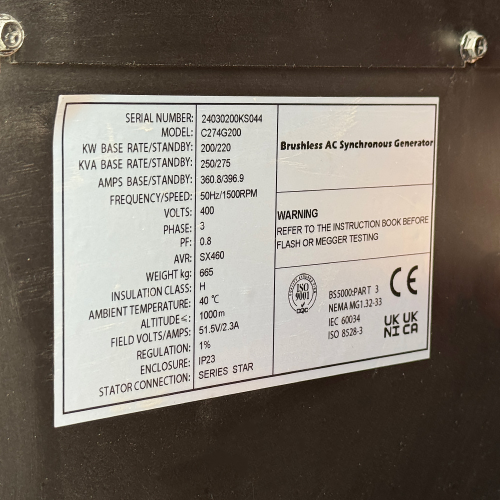 SERIAL NUMBER: 24030200KS044
MODEL: C274G200
KW BASE RATE/STANDBY: 200/220
KVA BASE RATE/STANDBY: 250/275
AMPS BASE/STANDBY: 360.8/396.9
FREQUENCY/SPEED: 50Hz/1500RPM
VOLTS: 400
PHASE: 3
PF: 0.8
AVR: SX460
WEIGHT kg: 665
INSULATION CLASS: H
AMBIENT TEMPERATURE: 40 ℃
ALTITUDE≤: 1000m
FIELD VOLTS/AMPS: 51.5V/2.3A
REGULATION: 1%
ENCLOSURE: IP23
STATOR CONNECTION: SERIES STAR
Brushless AC Synchronous Generator
WARNING
REFER TO THE INSTRUCTION BOOK BEFORE
FLASH OR MEGGER TESTING
ISO
9001
BS5000:PART 3
NEMA MG1.32-33
IEC 60034
ISO 8528-3
CE
UK UK
NI CA